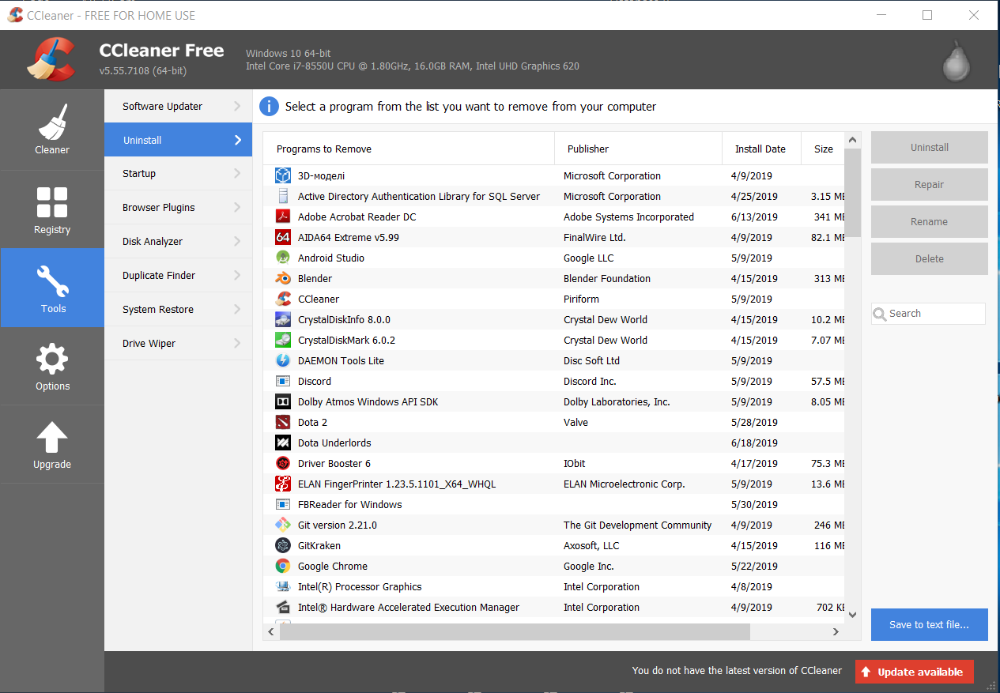 CCleaner - FREE FOR HOME USE
CCleaner Free
v5.55.7108 (64-bit)
Windows 10 64-bit
Intel Core i7-8550U CPU @ 1.80GHz, 16.0GB RAM, Intel UHD Graphics 620
Cleaner
Registry
Tools
Options
Upgrade
Software Updater
Uninstall
Startup
Browser Plugins
Disk Analyzer
Duplicate Finder
System Restore
Drive Wiper
Select a program from the list you want to remove from your computer
Programs to Remove Publisher Install Date Size
3D-моделі Microsoft Corporation 4/9/2019
Active Directory Authentication Library for SQL Server Microsoft Corporation 4/25/2019 3.15 MB
Adobe Acrobat Reader DC Adobe Systems Incorporated 6/13/2019 341 MB
64 AIDA64 Extreme v5.99 FinalWire Ltd. 4/9/2019 82.1 MB
Android Studio Google LLC 5/9/2019
Blender Blender Foundation 4/15/2019 313 MB
CCleaner Piriform 5/9/2019
CrystalDiskInfo 8.0.0 Crystal Dew World 4/15/2019 10.2 MB
CrystalDiskMark 6.0.2 Crystal Dew World 4/15/2019 7.07 MB
DAEMON Tools Lite Disc Soft Ltd 5/9/2019
Discord Discord Inc. 5/9/2019 57.5 MB
Dolby Atmos Windows API SDK Dolby Laboratories, Inc. 5/9/2019 8.05 MB
Dota 2 Valve 5/28/2019
Dota Underlords 6/18/2019
Driver Booster 6 IObit 4/17/2019 75.3 MB
ELAN FingerPrinter 1.23.5.1101_X64_WHQL ELAN Microelectronic Corp. 5/9/2019 13.6 MB
FBReader for Windows 5/30/2019
Git version 2.21.0 The Git Development Community 4/9/2019 246 MB
GitKraken Axosoft, LLC 4/15/2019 116 MB
Google Chrome Google Inc. 5/22/2019
Intel(R) Processor Graphics Intel Corporation 4/8/2019
Intel® Hardware Accelerated Execution Manager Intel Corporation 4/9/2019 702 KB
Uninstall
Repair
Rename
Delete
Search
Save to text file...
You do not have the latest version of CCleaner
Update available